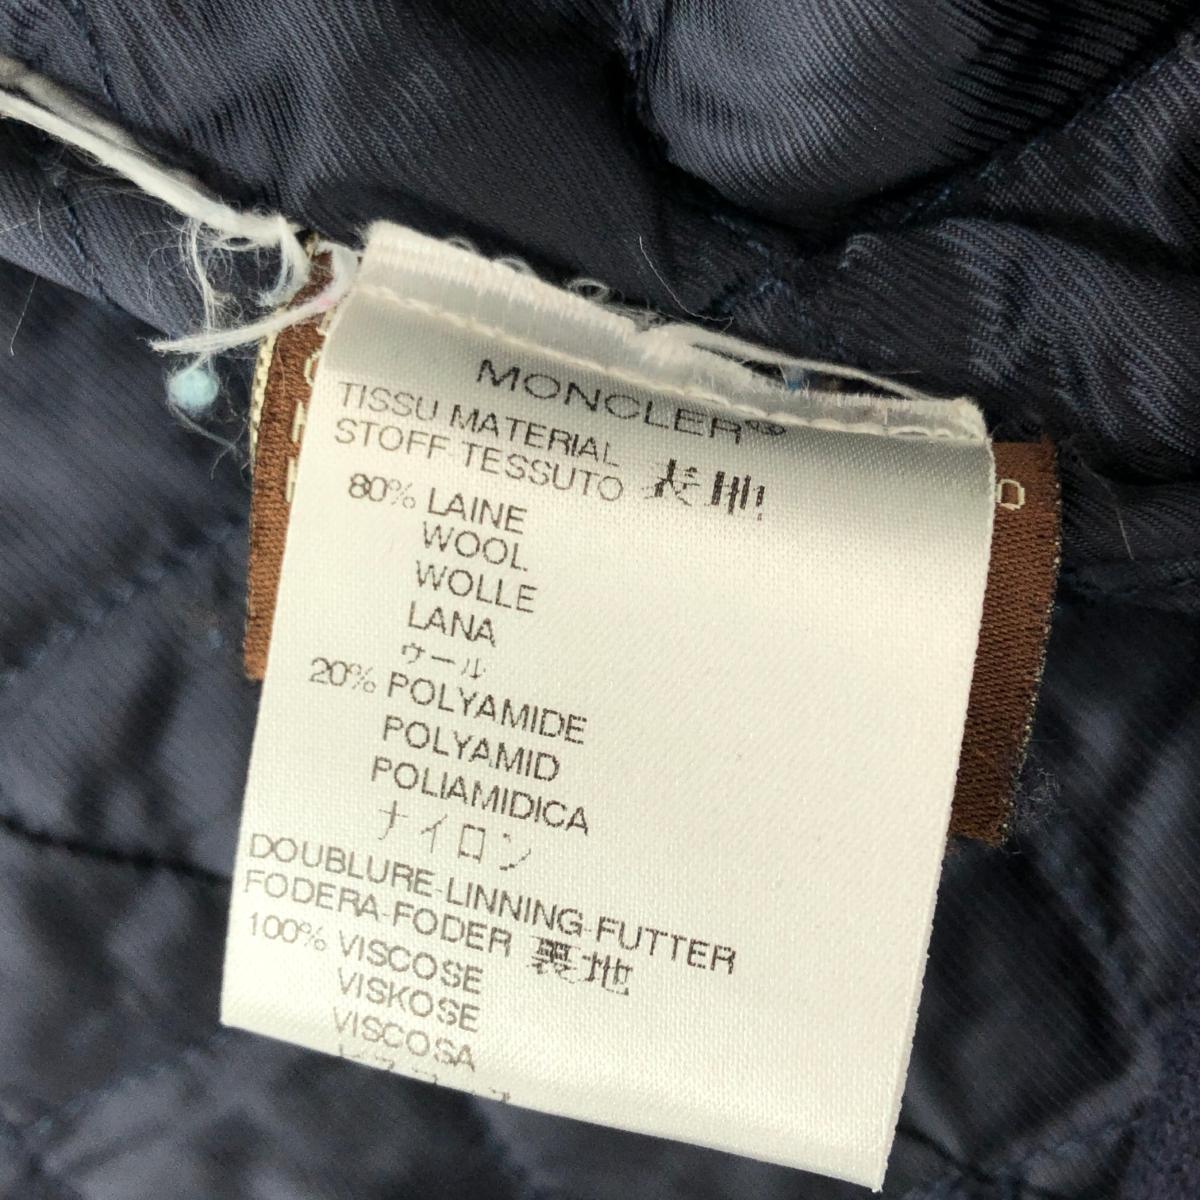 MONCLER
TISSU MATERIAL
STOFF-TESSUTO 表地
80% LAINE
WOOL
WOLLE
LANA
ウール
20% POLYAMIDE
POLYAMID
POLIAMIDICA
ナイロン
DOUBLURE-LINNING-FUTTER
FODERA-FODER 裏地
100% VISCOSE
VISKOSE
VISCOSA